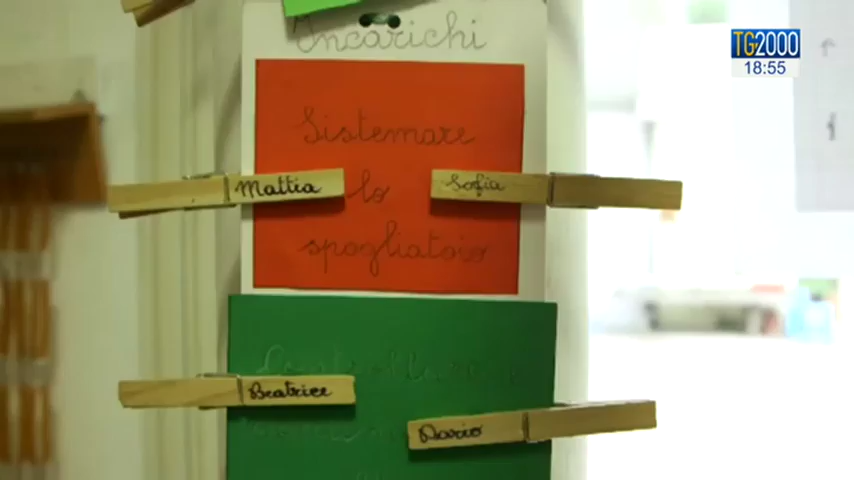 TG2000
18:55
Incarichi
Sistemare
Mattia lo Sofia
spogliatoio
Beatrice
Dario